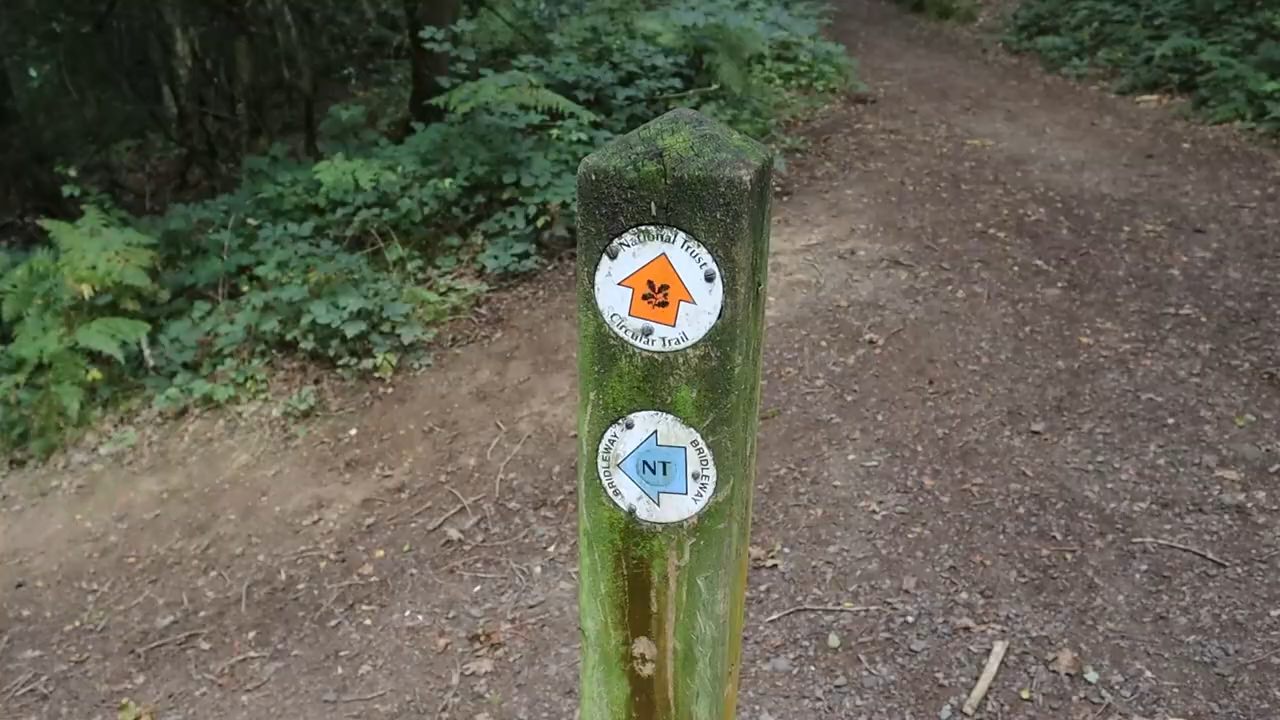 National Trust
Circular Trail
BRIDLEWAY
NT
BRIDLEWAY